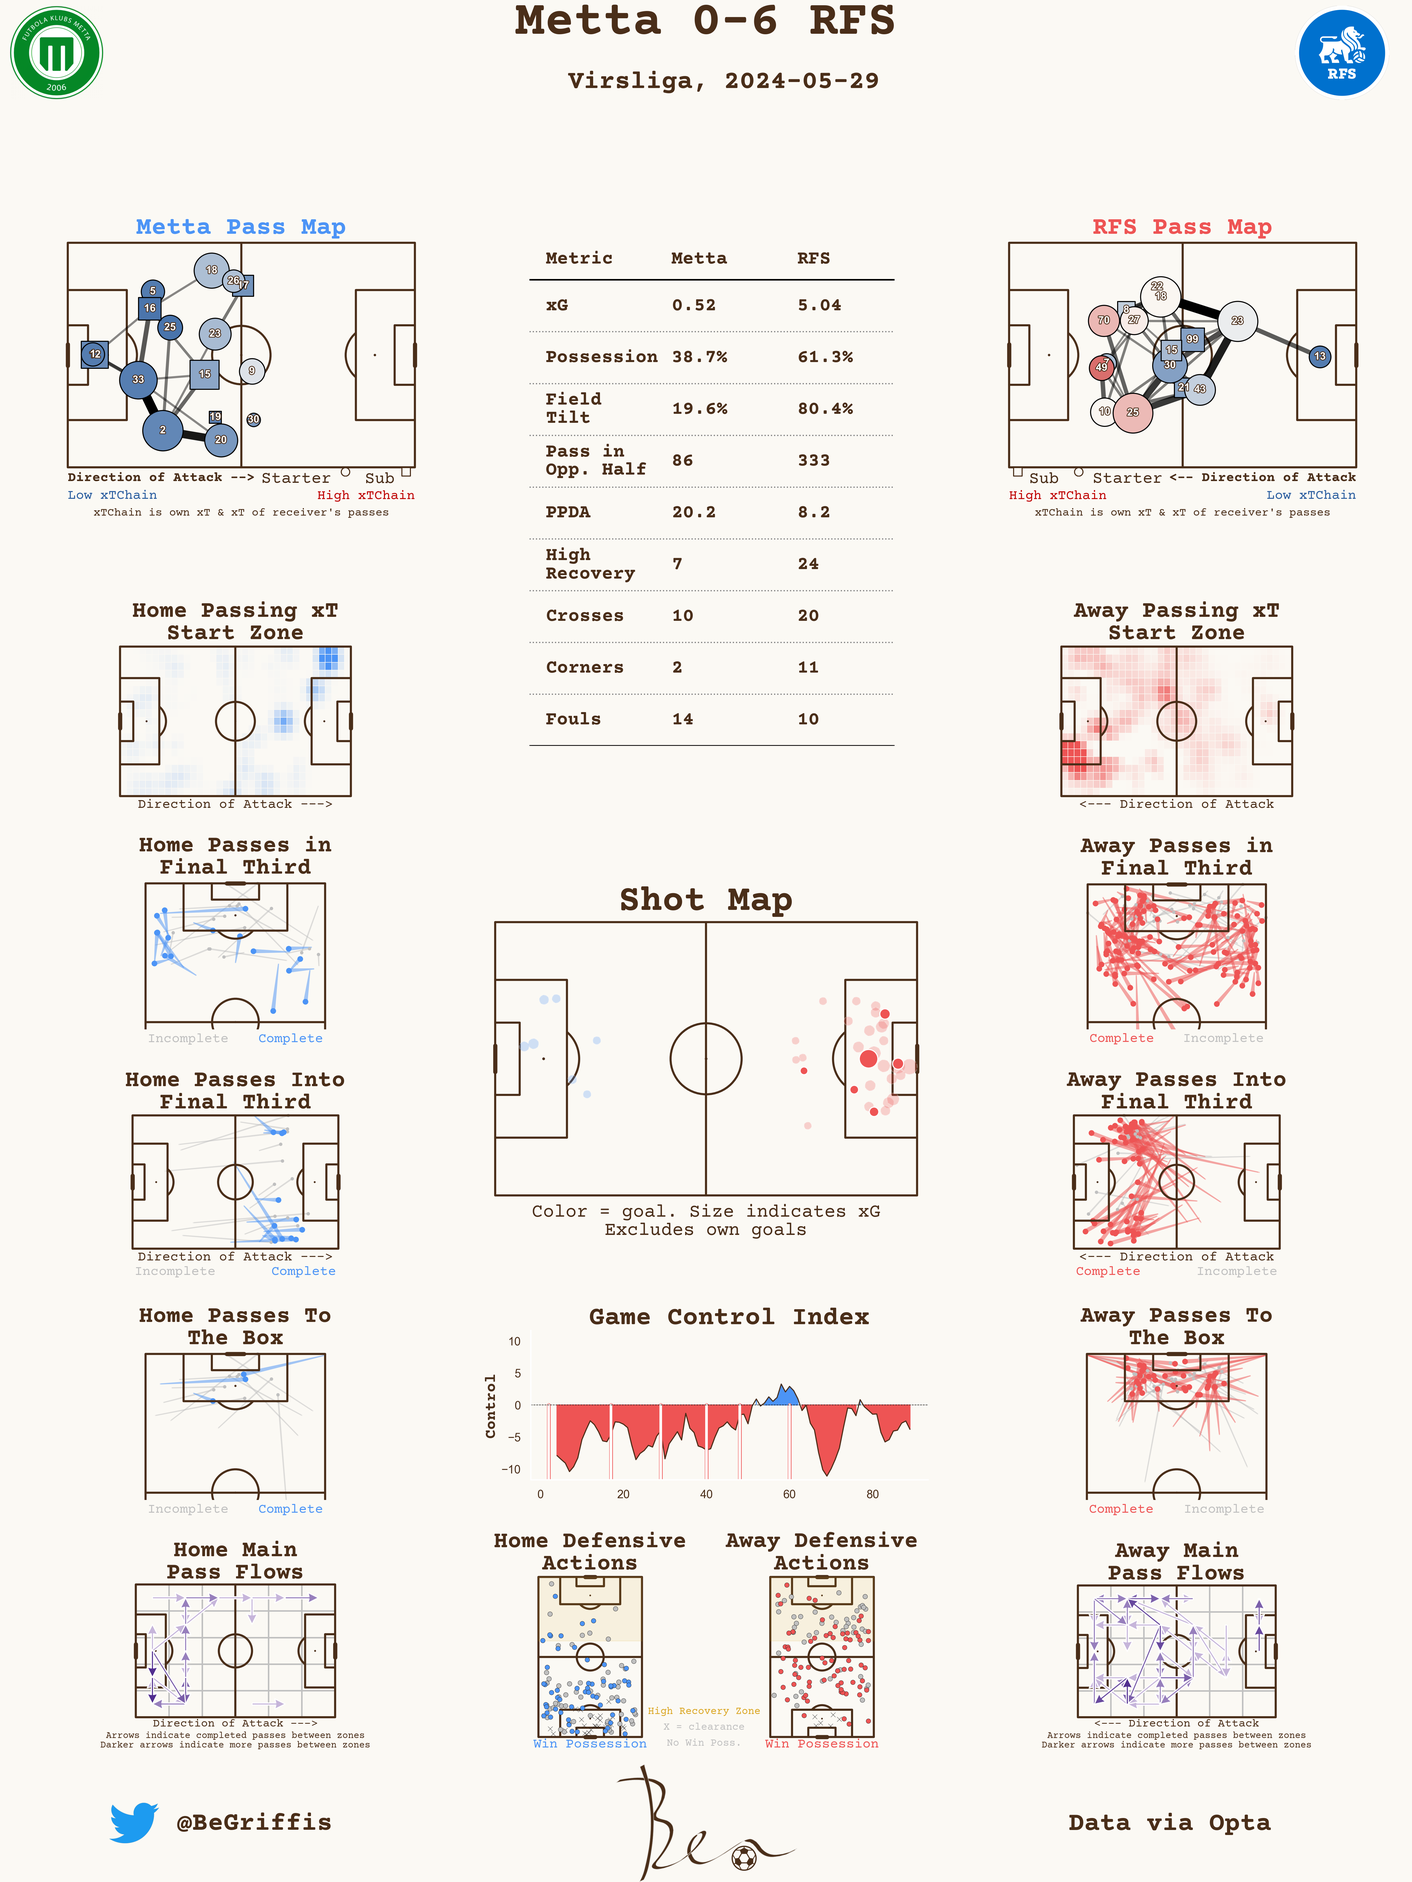 Metta 0-6 RFS
Virsliga, 2024-05-29
FUTBOLA KLUBS METTA
2006
RFS
Metta Pass Map
18
26
17
5
16
25
23
12
33
15
9
2
19
30
20
Direction of Attack --> Starter Sub
Low xTChain High xTChain
xTChain is own xT & xT of receiver's passes
Metric Metta RFS
xG 0.52 5.04
Possession 38.7% 61.3%
Field
Tilt 19.6% 80.4%
Pass in
Opp. Half 86 333
PPDA 20.2 8.2
High
Recovery 7 24
Crosses 10 20
Corners 2 11
Fouls 14 10
RFS Pass Map
22
18
8
70
27
23
99
15
13
49
30
21
43
10
25
Sub Starter <-- Direction of Attack
High xTChain Low xTChain
xTChain is own xT & xT of receiver's passes
Home Passing xT
Start Zone
Direction of Attack --->
Away Passing xT
Start Zone
<--- Direction of Attack
Home Passes in
Final Third
Incomplete Complete
Away Passes in
Final Third
Complete Incomplete
Shot Map
Color = goal. Size indicates xG
Excludes own goals
Home Passes Into
Final Third
Direction of Attack --->
Incomplete Complete
Away Passes Into
Final Third
<--- Direction of Attack
Complete Incomplete
Home Passes To
The Box
Incomplete Complete
Game Control Index
Control
10
5
0
−5
−10
0 20 40 60 80
Away Passes To
The Box
Complete Incomplete
Home Main
Pass Flows
Direction of Attack --->
Arrows indicate completed passes between zones
Darker arrows indicate more passes between zones
Home Defensive
Actions
Win Possession
Away Defensive
Actions
Win Possession
High Recovery Zone
X = clearance
No Win Poss.
Away Main
Pass Flows
<--- Direction of Attack
Arrows indicate completed passes between zones
Darker arrows indicate more passes between zones
@BeGriffis
Ben
Data via Opta